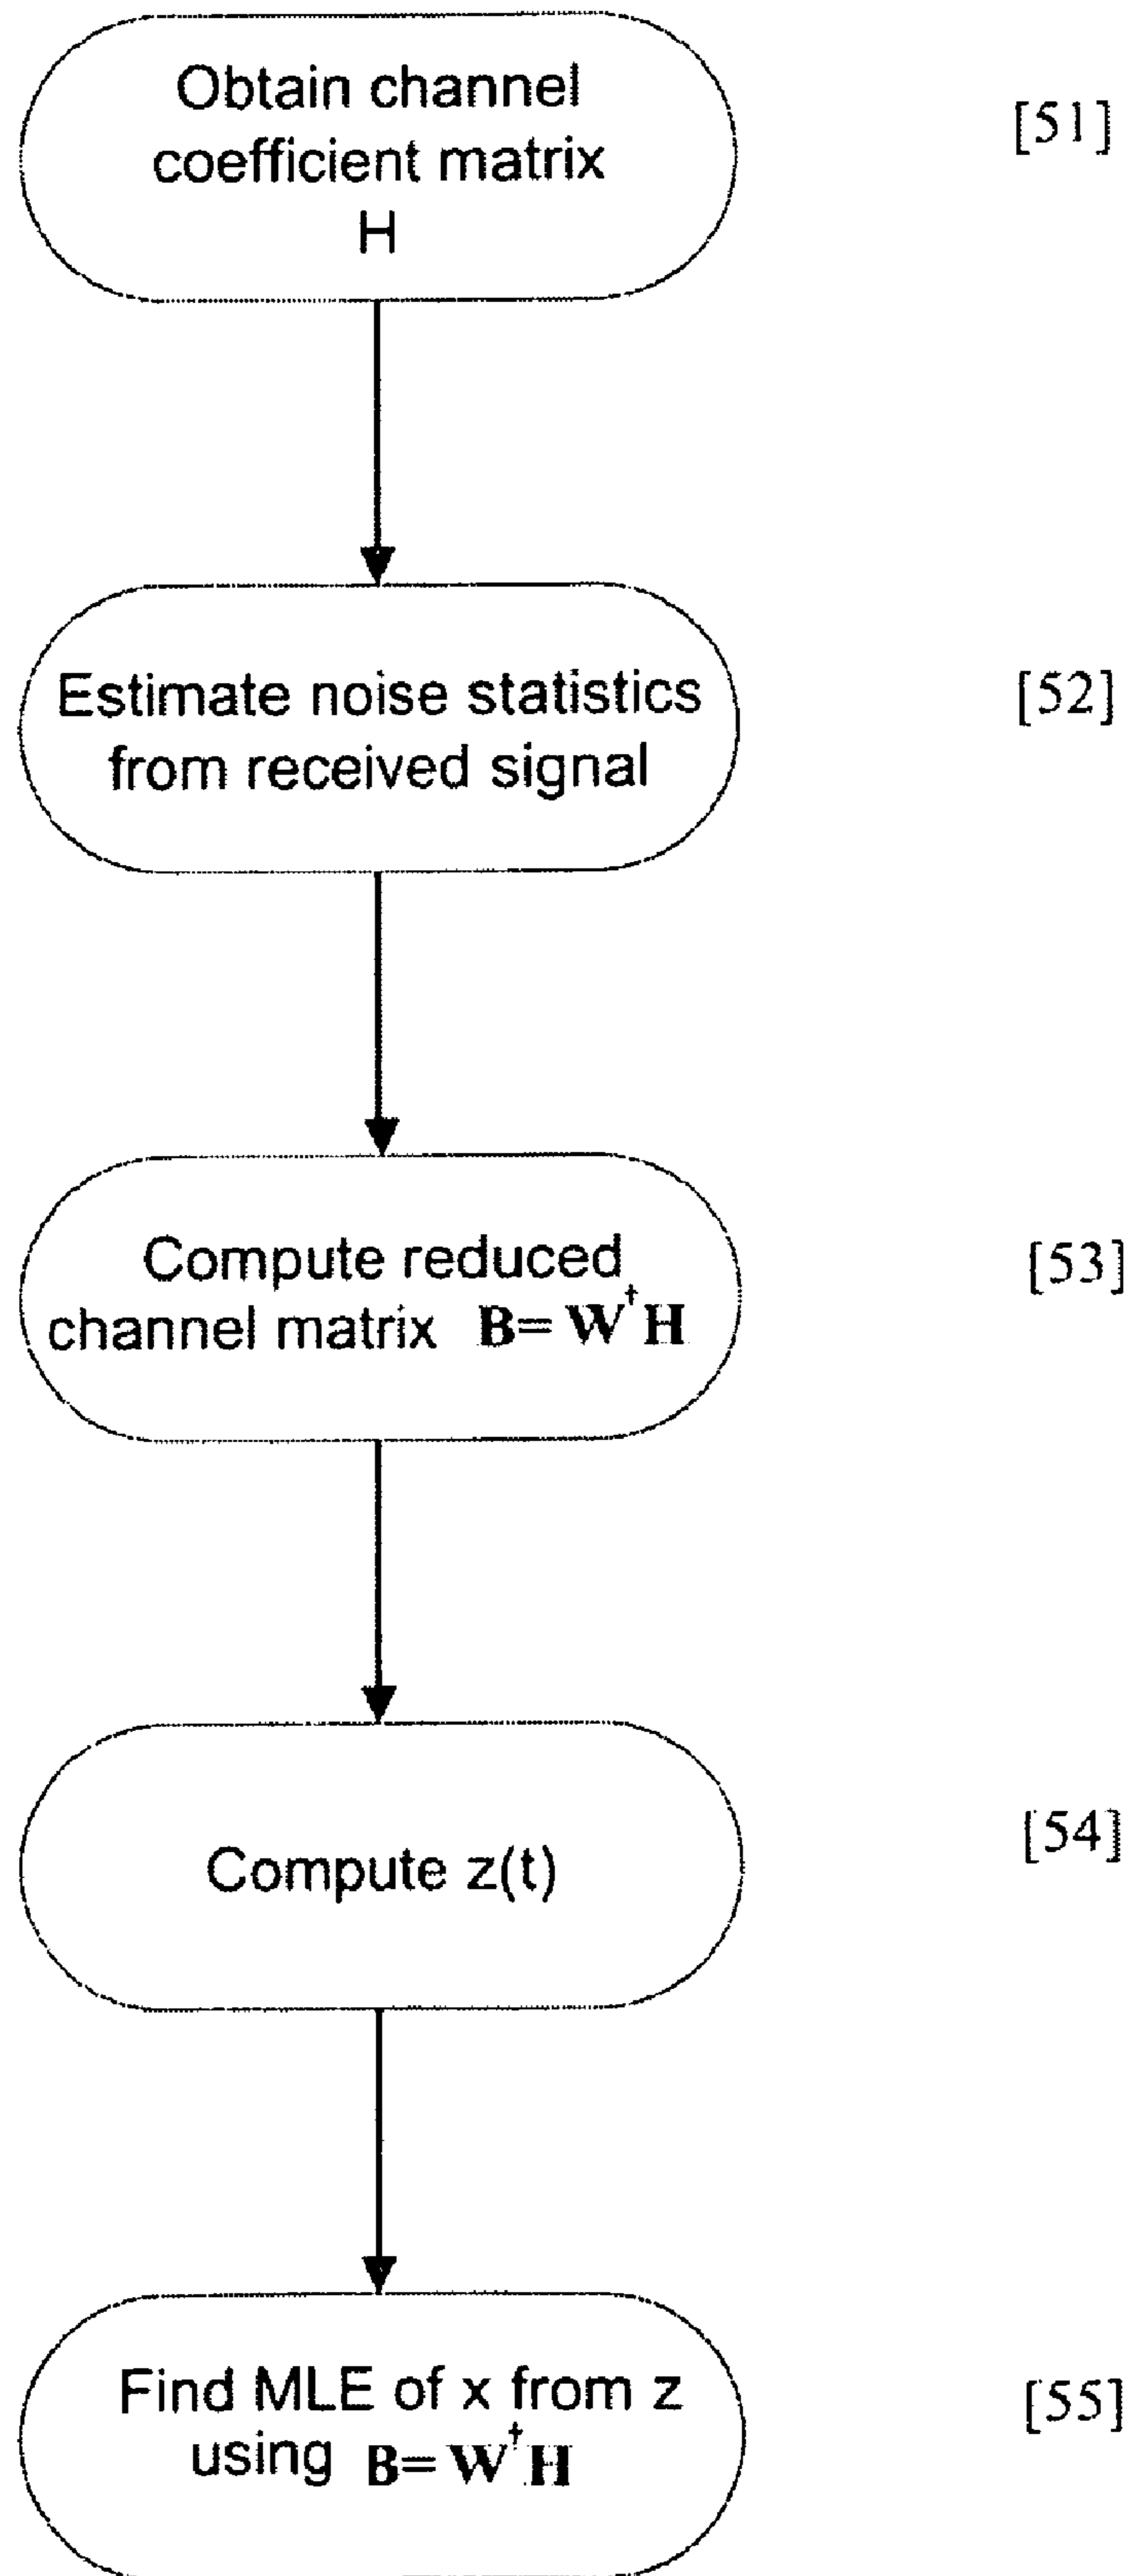 Obtain channel
coefficient matrix
H
[51]
Estimate noise statistics
from received signal
[52]
Compute reduced
channel matrix B= W†H
[53]
Compute z(t)
[54]
Find MLE of x from z
using B= W†H
[55]